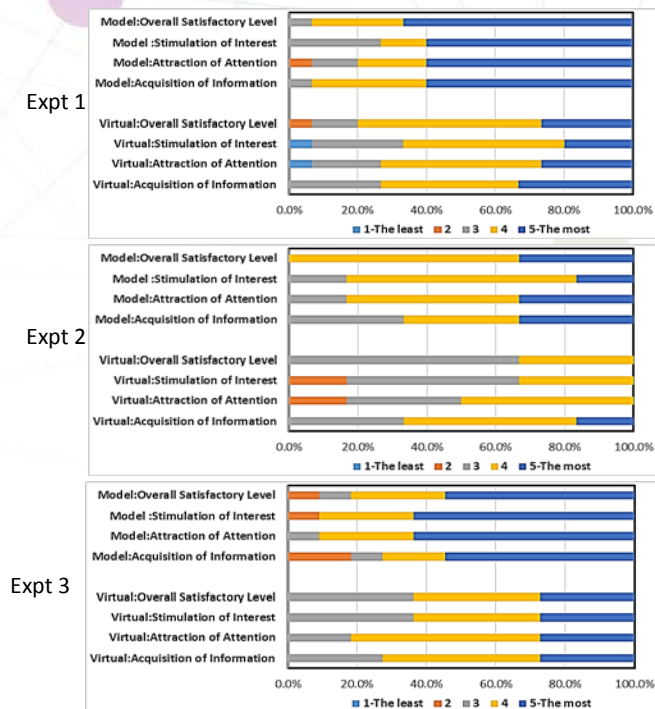 Expt 1
Model:Overall Satisfactory Level
Model :Stimulation of Interest
Model:Attraction of Attention
Model:Acquisition of Information
Virtual:Overall Satisfactory Level
Virtual:Stimulation of Interest
Virtual:Attraction of Attention
Virtual:Acquisition of Information
0.0% 20.0% 40.0% 60.0% 80.0% 100.0%
1-The least 2 3 4 5-The most
Expt 2
Model:Overall Satisfactory Level
Model :Stimulation of Interest
Model:Attraction of Attention
Model:Acquisition of Information
Virtual:Overall Satisfactory Level
Virtual:Stimulation of Interest
Virtual:Attraction of Attention
Virtual:Acquisition of Information
0.0% 20.0% 40.0% 60.0% 80.0% 100.0%
1-The least 2 3 4 5-The most
Expt 3
Model:Overall Satisfactory Level
Model :Stimulation of Interest
Model:Attraction of Attention
Model:Acquisition of Information
Virtual:Overall Satisfactory Level
Virtual:Stimulation of Interest
Virtual:Attraction of Attention
Virtual:Acquisition of Information
0.0% 20.0% 40.0% 60.0% 80.0% 100.0%
1-The least 2 3 4 5-The most